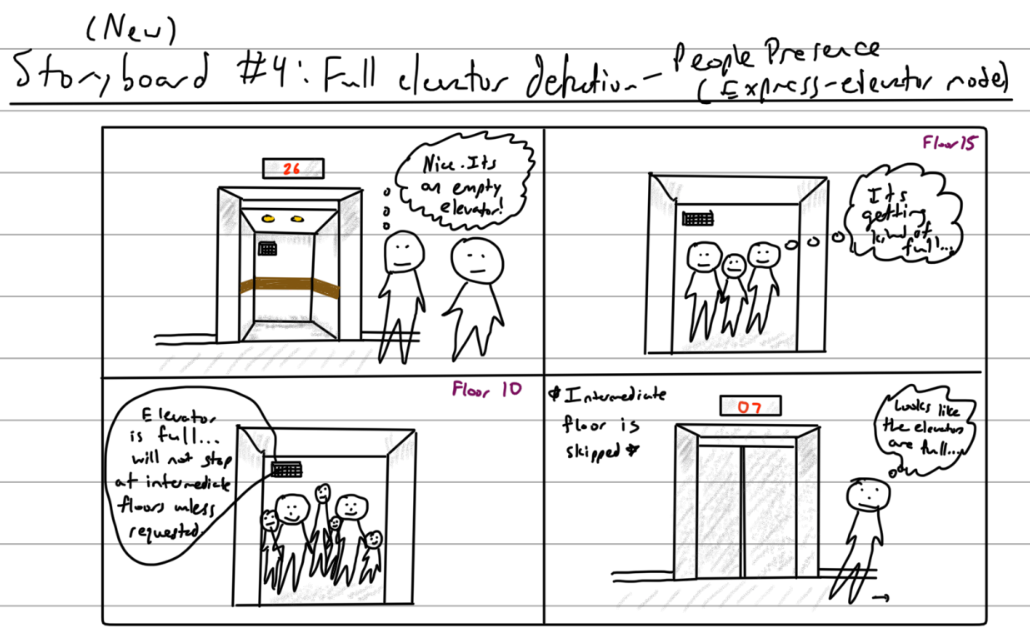 (New)
Storyboard #4: Full elevator detection - People Presence
(Express-elevator mode)
26
Nice. Its
an empty
elevator!
Floor 15
Its
getting
kind of
full...
Floor 10
Elevator
is full...
will not stop
at intermediate
floors unless
requested.
* Intermediate
floor is
skipped *
07
Looks like
the elevators
are full...